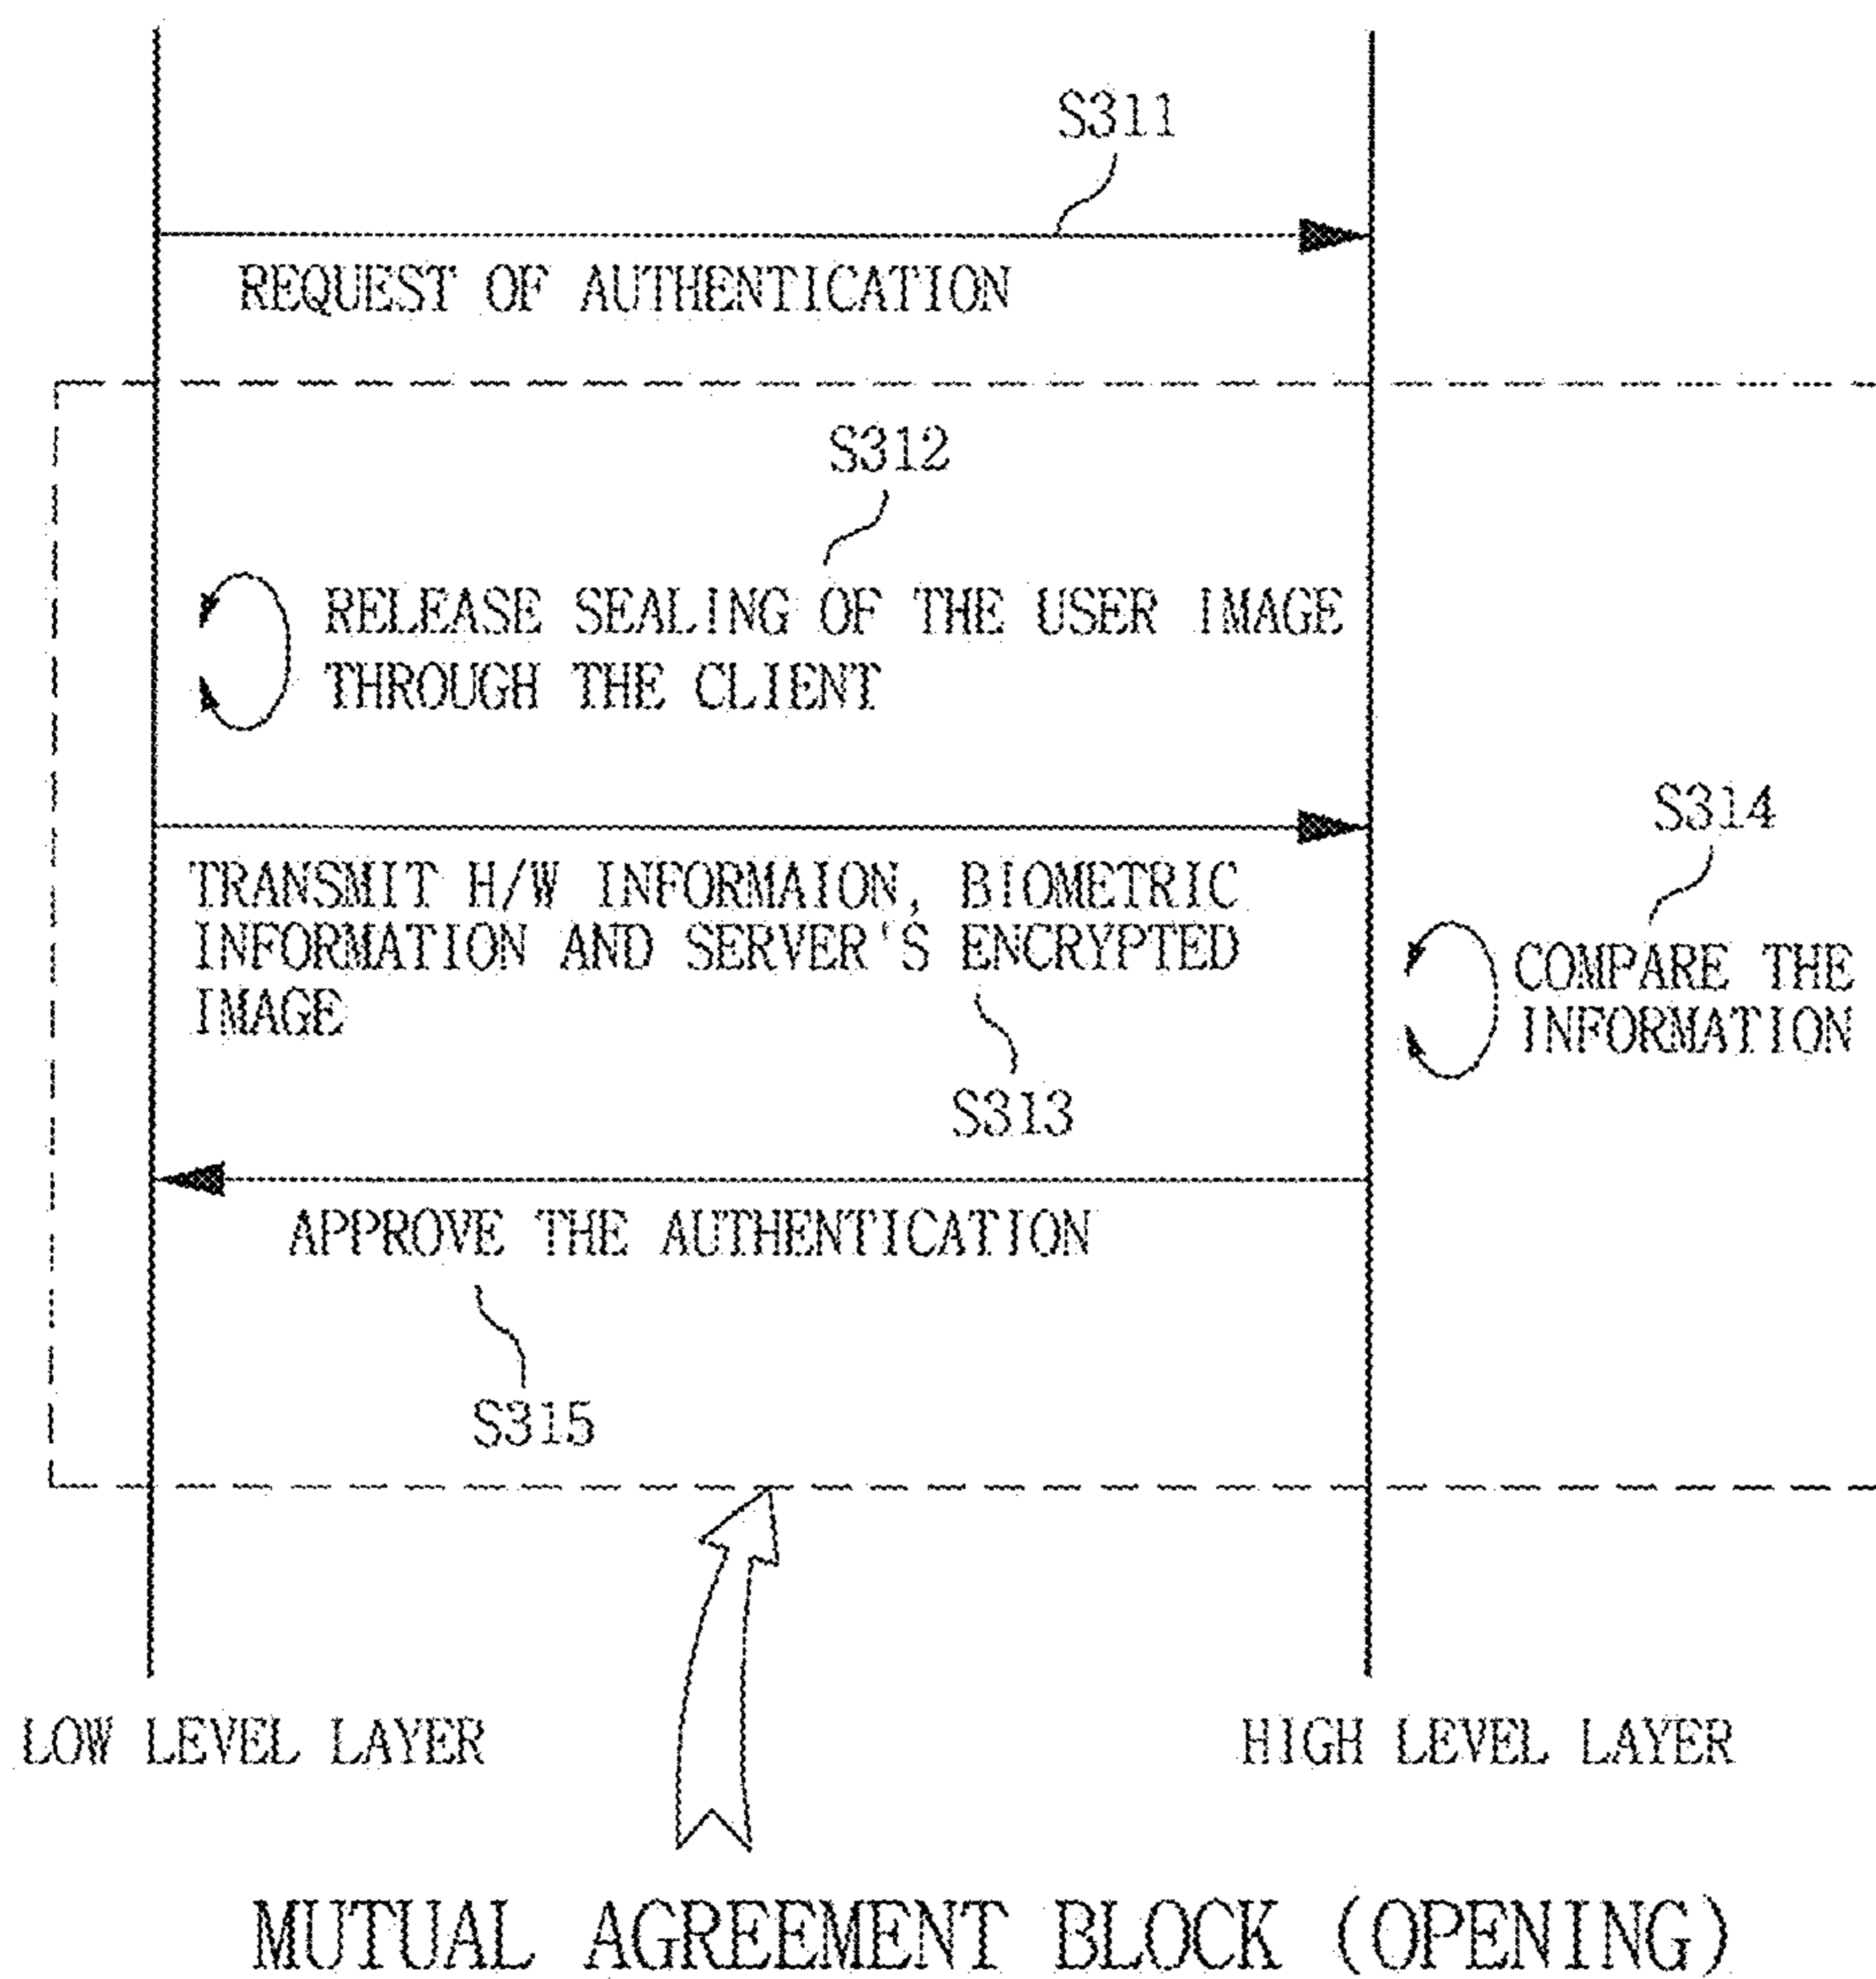 S311
REQUEST OF AUTHENTICATION
S312
RELEASE SEALING OF THE USER IMAGE
THROUGH THE CLIENT
S314
TRANSMIT H/W INFORMAION, BIOMETRIC
INFORMATION AND SERVER'S ENCRYPTED
IMAGE
COMPARE THE
INFORMATION
S313
APPROVE THE AUTHENTICATION
S315
LOW LEVEL LAYER
HIGH LEVEL LAYER
MUTUAL AGREEMENT BLOCK (OPENING)